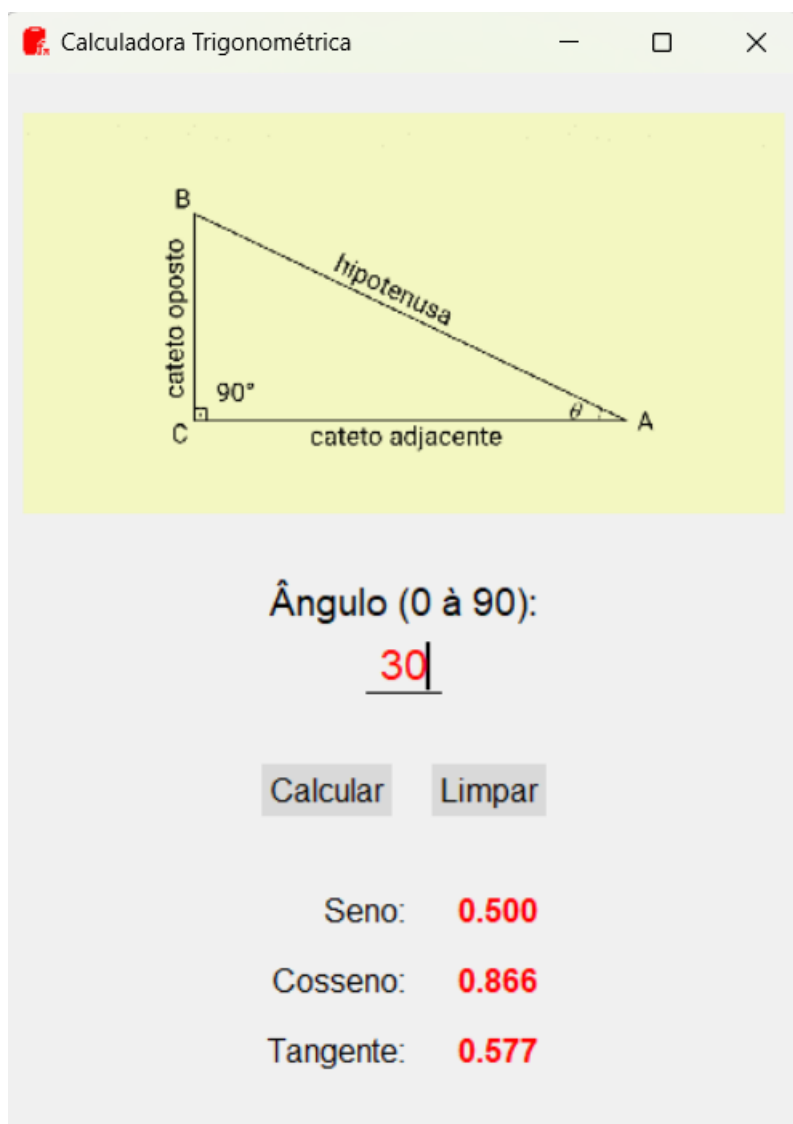 Calculadora Trigonométrica
B
cateto oposto
hipotenusa
90°
θ
A
C
cateto adjacente
Ângulo (0 à 90):
30
Calcular Limpar
Seno: 0.500
Cosseno: 0.866
Tangente: 0.577